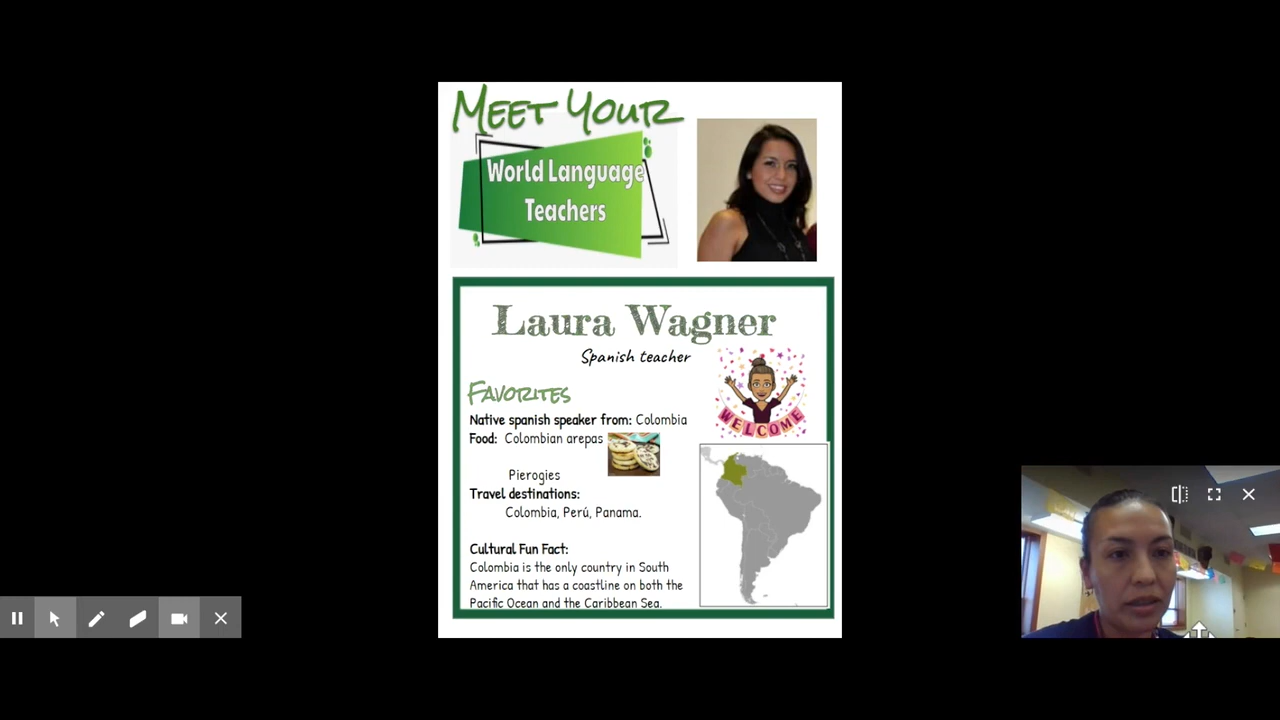 MEET YOUR
World Language
Teachers
Laura Wagner
Spanish teacher
WELCOME
FAVORITES
Native spanish speaker from: Colombia
Food: Colombian arepas
Pierogies
Travel destinations:
Colombia, Perú, Panama.
Cultural Fun Fact:
Colombia is the only country in South
America that has a coastline on both the
Pacific Ocean and the Caribbean Sea.